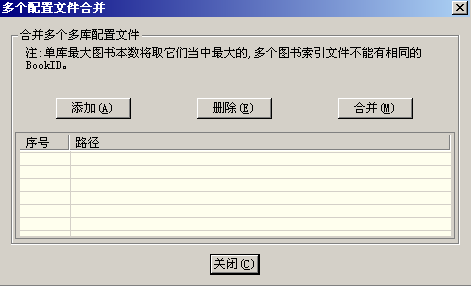 多个配置文件合并
合并多个多库配置文件
注:单库最大图书本数将取它们当中最大的,多个图书索引文件不能有相同的
BookID。
添加(A) 删除(E) 合并(M)
序号 路径
关闭(C)